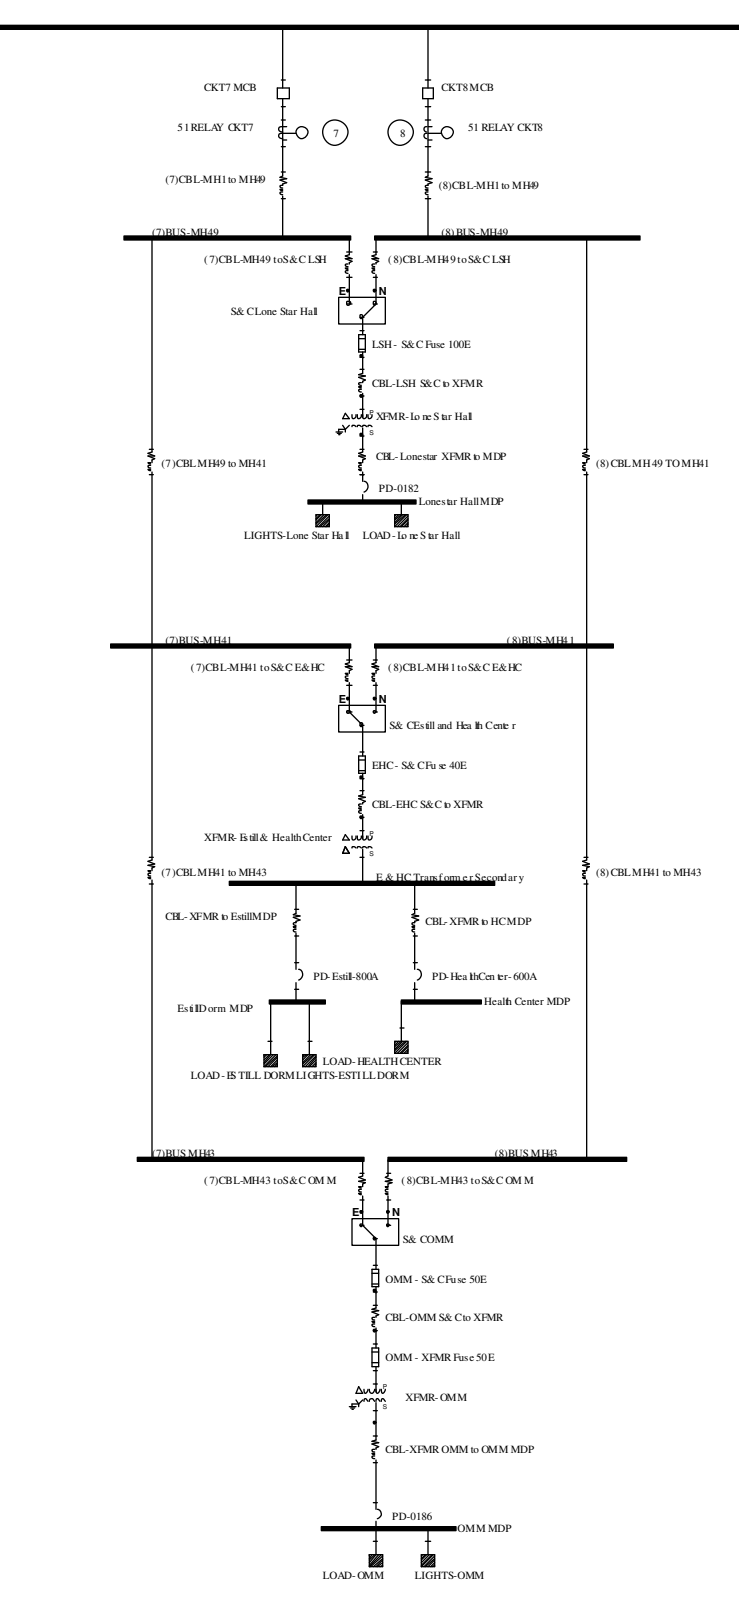 CKT7 MCB
CKT8 MCB
51 RELAY CKT7
7
8
51 RELAY CKT8
(7)CBL-MH1 to MH49
(8)CBL-MH1 to MH49
(7)BUS-MH49
(8)BUS-MH49
(7)CBL-MH49 to S&C LSH
(8)CBL-MH49 to S&C LSH
E
N
S&C Lone Star Hall
LSH - S&C Fuse 100E
CBL-LSH S&C to XFMR
P
XFMR-Lone Star Hall
S
CBL-Lonestar XFMR to MDP
(7)CBL MH49 to MH41
(8) CBL MH 49 TO MH41
PD-0182
Lonestar Hall MDP
LIGHTS-Lone Star Hall
LOAD-Lone Star Hall
(7)BUS-MH41
(8)BUS-MH41
(7)CBL-MH41 to S&C E&HC
(8)CBL-MH41 to S&C E&HC
E
N
S&C Estill and Health Center
EHC - S&C Fuse 40E
CBL-EHC S&C to XFMR
XFMR-Estill & Health Center
P
S
(7)CBL MH41 to MH43
(8) CBL MH41 to MH43
E & HC Transformer Secondary
CBL-XFMR to Estill MDP
CBL-XFMR to HC MDP
PD-Estill-800A
PD-HealthCenter-600A
Estill Dorm MDP
Health Center MDP
LOAD-HEALTH CENTER
LOAD-ESTILL DORM
LIGHTS-ESTILL DORM
(7)BUS MH43
(8)BUS MH43
(7)CBL-MH43 to S&C OMM
(8)CBL-MH43 to S&C OMM
E
N
S&C OMM
OMM - S&C Fuse 50E
CBL-OMM S&C to XFMR
OMM - XFMR Fuse 50E
P
XFMR-OMM
S
CBL-XFMR OMM to OMM MDP
PD-0186
OMM MDP
LOAD-OMM
LIGHTS-OMM